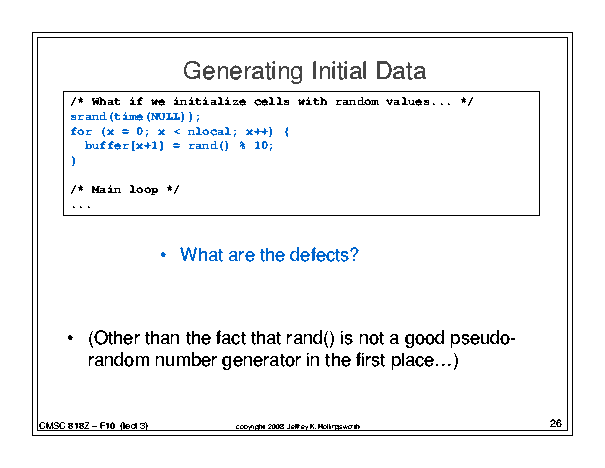 Generating Initial Data
/* What if we initialize cells with random values... */
srand(time(NULL));
for (x = 0; x < nlocal; x++) {
buffer[x+1] = rand() % 10;
}
/* Main loop */
...
• What are the defects?
• (Other than the fact that rand() is not a good pseudo-
random number generator in the first place…)
CMSC 818Z – F10 (lect 3)
copyright 2008 Jeffrey K. Hollingsworth
26